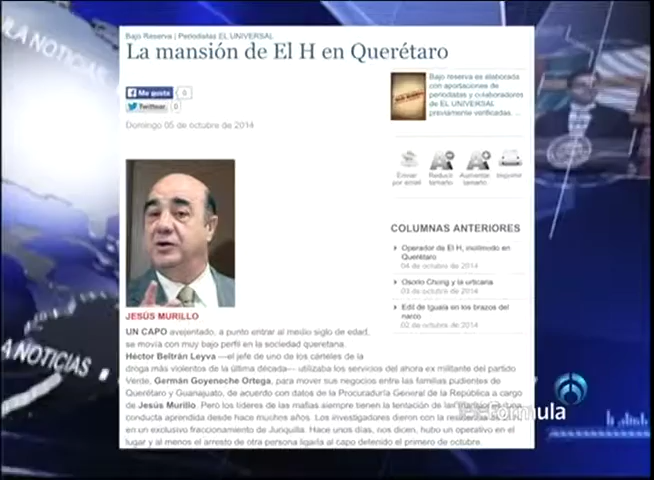 Bajo Reserva | Periodistas EL UNIVERSAL
La mansión de El H en Querétaro
Me gusta 0
Twittear 0
Domingo 05 de octubre de 2014
Bajo reserva es elaborada
con aportaciones de
periodistas y colaboradores
de EL UNIVERSAL
previamente verificadas. ...
Enviar por email
Reducir tamaño
Aumentar tamaño
Imprimir
COLUMNAS ANTERIORES
Operador de El H, inolímodo en
Querétaro
04 de octubre de 2014
Osorio Chong y la urticaria
03 de octubre de 2014
Edil de Iguala en los brazos del
narco
02 de octubre de 2014
JESÚS MURILLO
UN CAPO avejentado, a punto entrar al medio siglo de edad,
se movía con muy bajo perfil en la sociedad queretana.
Héctor Beltrán Leyva —el jefe de uno de los cárteles de la
droga más violentos de la última década— utilizaba los servicios del ahora ex militante del partido
Verde, Germán Goyeneche Ortega, para mover sus negocios entre las familias pudientes de
Querétaro y Guanajuato, de acuerdo con datos de la Procuraduría General de la República a cargo
de Jesús Murillo. Pero los líderes de las mafias siempre tienen la tentación de
conducta aprendida desde hace muchos años. Los investigadores dieron con la
en un exclusivo fraccionamiento de Juriquilla. Hace unos días, nos dicen, hubo un operativo en el
lugar y al menos el arresto de otra persona ligada al capo detenido el primero de octubre.
TeleFormula
LA NOTICIAS
LA NOTICIAS